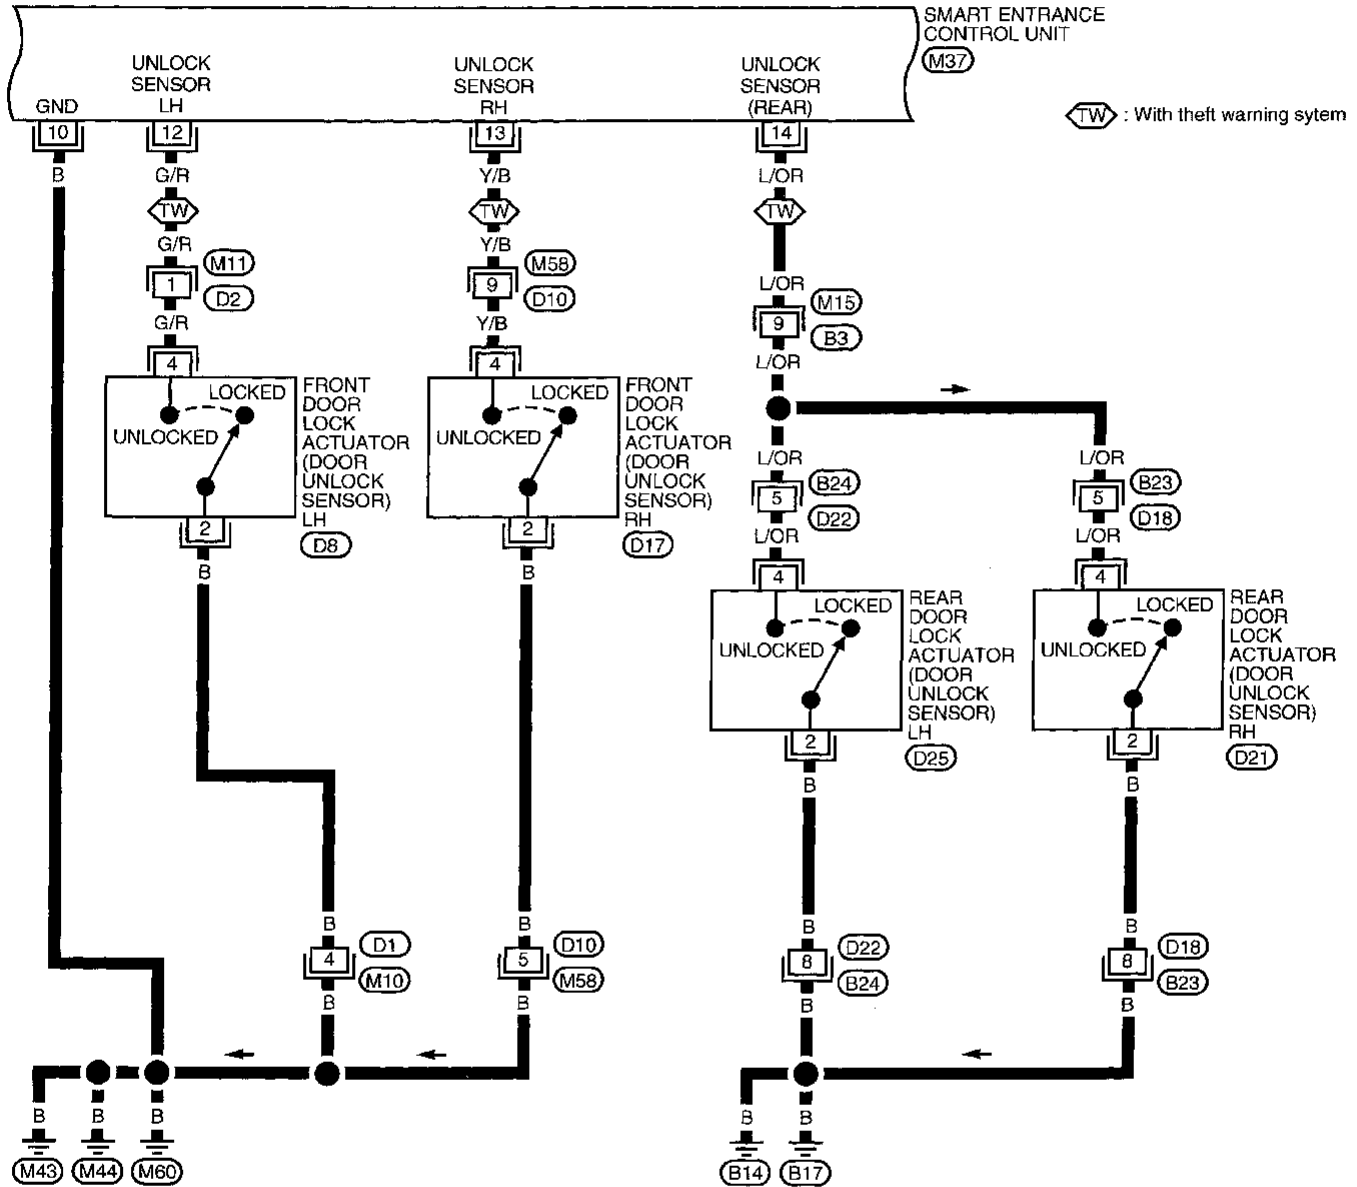 SMART ENTRANCE
CONTROL UNIT
M37
UNLOCK
SENSOR
LH
UNLOCK
SENSOR
RH
UNLOCK
SENSOR
(REAR)
GND
10
12
13
14
TW : With theft warning sytem
B
G/R
Y/B
L/OR
TW
TW
TW
G/R
Y/B
L/OR
M11
1
D2
M58
9
D10
M15
9
B3
G/R
Y/B
L/OR
4
LOCKED
UNLOCKED
FRONT
DOOR
LOCK
ACTUATOR
(DOOR
UNLOCK
SENSOR)
LH
D8
2
4
LOCKED
UNLOCKED
FRONT
DOOR
LOCK
ACTUATOR
(DOOR
UNLOCK
SENSOR)
RH
D17
2
L/OR
L/OR
B24
5
D22
B23
5
D18
L/OR
L/OR
B
B
4
LOCKED
UNLOCKED
REAR
DOOR
LOCK
ACTUATOR
(DOOR
UNLOCK
SENSOR)
LH
D25
2
4
LOCKED
UNLOCKED
REAR
DOOR
LOCK
ACTUATOR
(DOOR
UNLOCK
SENSOR)
RH
D21
2
B
B
B
B
B
B
D1
4
M10
D10
5
M58
D22
8
B24
D18
8
B23
B
B
B
B
B
B
B
B
B
M43
M44
M60
B14
B17